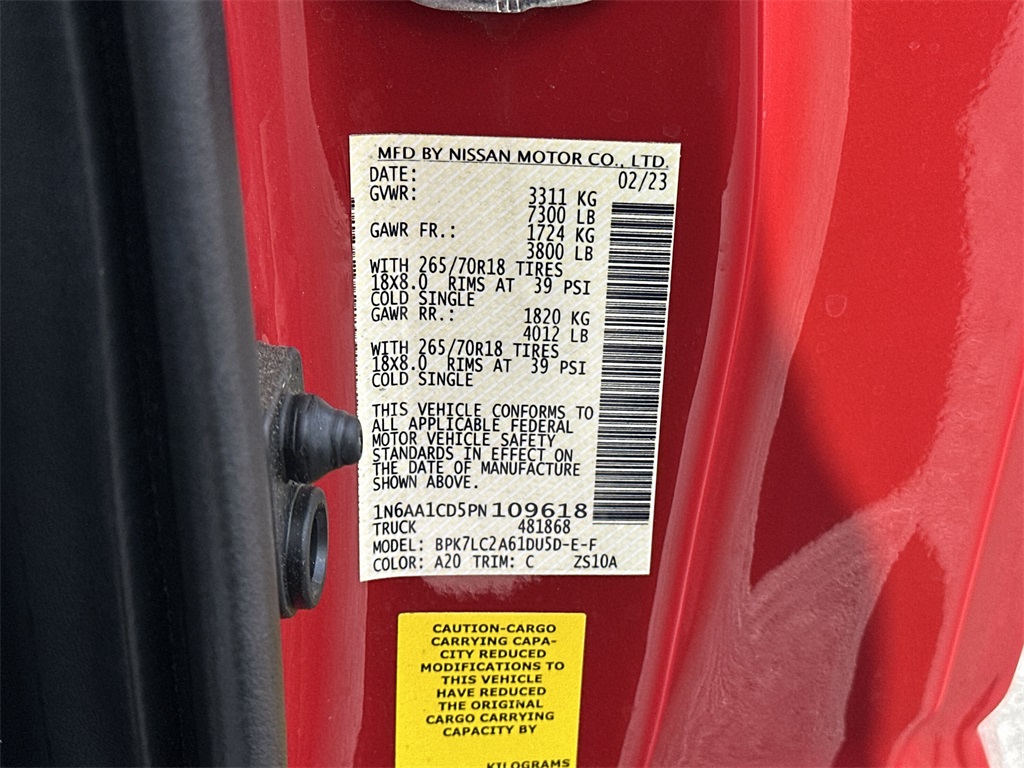 MFD BY NISSAN MOTOR CO., LTD.
DATE: 02/23
GVWR: 3311 KG
7300 LB
GAWR FR.: 1724 KG
3800 LB
WITH 265/70R18 TIRES
18X8.0 RIMS AT 39 PSI
COLD SINGLE
GAWR RR.: 1820 KG
4012 LB
WITH 265/70R18 TIRES
18X8.0 RIMS AT 39 PSI
COLD SINGLE
THIS VEHICLE CONFORMS TO
ALL APPLICABLE FEDERAL
MOTOR VEHICLE SAFETY
STANDARDS IN EFFECT ON
THE DATE OF MANUFACTURE
SHOWN ABOVE.
1N6AA1CD5PN109618
TRUCK 481868
MODEL: BPK7LC2A61DU5D-E-F
COLOR: A20 TRIM: C ZS10A
CAUTION-CARGO
CARRYING CAPA-
CITY REDUCED
MODIFICATIONS TO
THIS VEHICLE
HAVE REDUCED
THE ORIGINAL
CARGO CARRYING
CAPACITY BY
KILOGRAMS